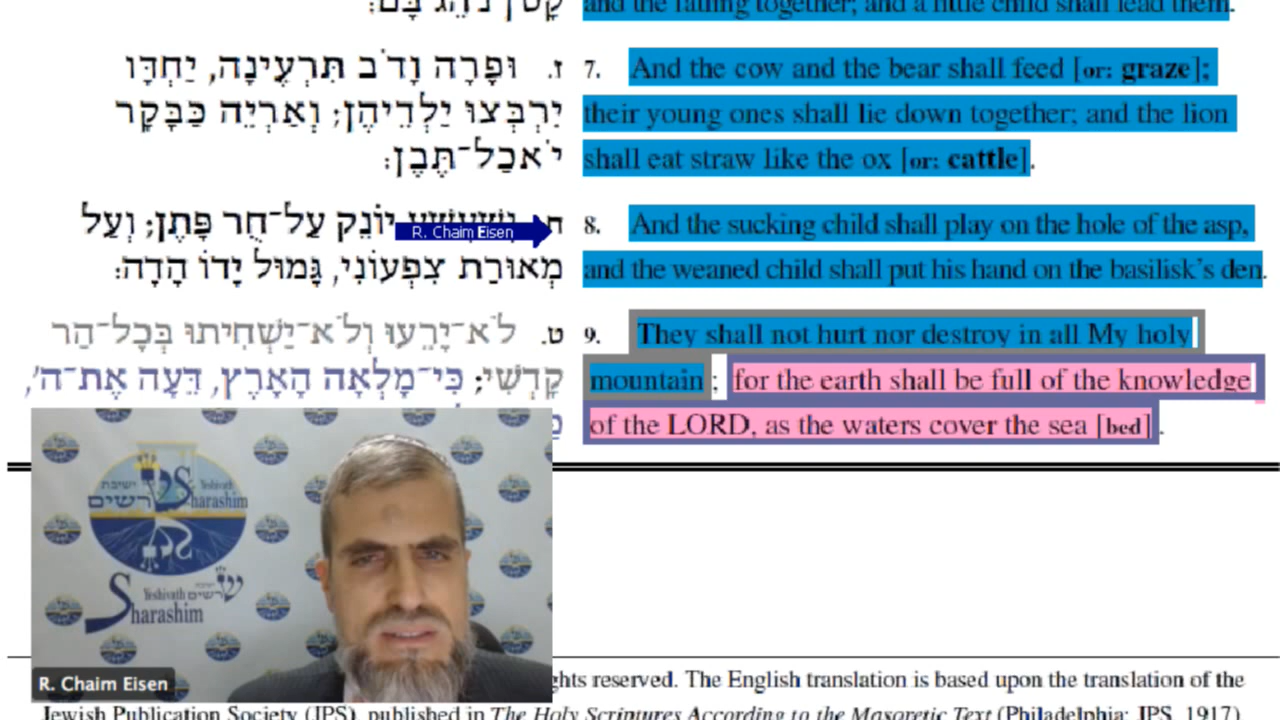 קָטֹן נֹהֵג בָּם:
and the fatling together; and a little child shall lead them.
ז. וּפָרָה וָדֹב תִּרְעֶינָה, יַחְדָּו
יִרְבְּצוּ יַלְדֵיהֶן; וְאַרְיֵה כַּבָּקָר
יֹאכַל־תֶּבֶן:
7. And the cow and the bear shall feed [or: graze];
their young ones shall lie down together; and the lion
shall eat straw like the ox [or: cattle].
ח יוֹנֵק עַל־חֻר פָּתֶן; וְעַל
מְאוּרַת צִפְעוֹנִי, גָּמוּל יָדוֹ הָדָה:
R. Chaim Eisen
8. And the sucking child shall play on the hole of the asp,
and the weaned child shall put his hand on the basilisk's den.
ט. לֹא־יָרֵעוּ וְלֹא־יַשְׁחִיתוּ בְּכָל־הַר
קָדְשִׁי; כִּי־מָלְאָה הָאָרֶץ, דֵּעָה אֶת־ה',
9. They shall not hurt nor destroy in all My holy
mountain ; for the earth shall be full of the knowledge
of the LORD, as the waters cover the sea [bed].
ישיבת
שרשים
Yeshivath
Sharashim
Yeshivath ישיבת
Sharashim שרשים
R. Chaim Eisen
ghts reserved. The English translation is based upon the translation of the
Jewish Publication Society (JPS), published in The Holy Scriptures According to the Masoretic Text (Philadelphia: JPS, 1917)